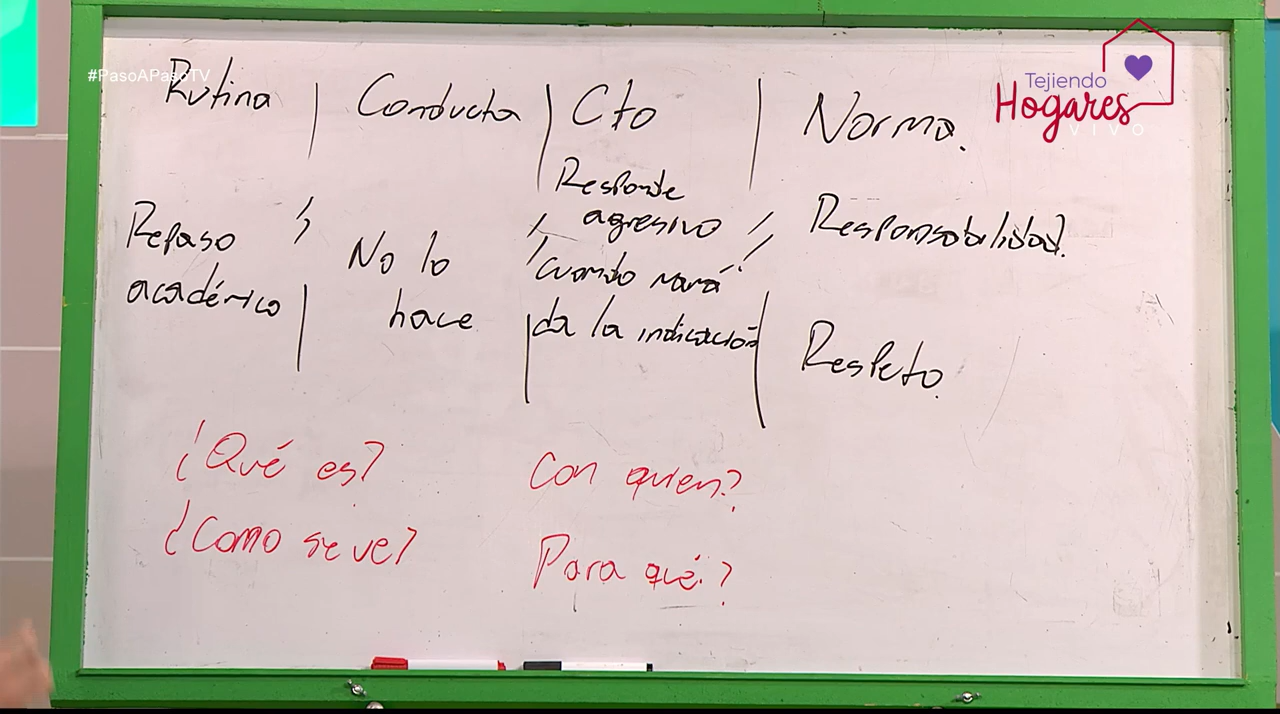 #PasoAPasoTV
Tejiendo
Hogares
VIVO
Rutina | Conducta | Cto | Norma.
Repaso
académico
No lo
hace
Responde
agresivo
cuando mamá
da la indicación
Responsabilidad.
Respeto.
¿Qué es?
¿Como se ve?
Con quien?
Para qué?